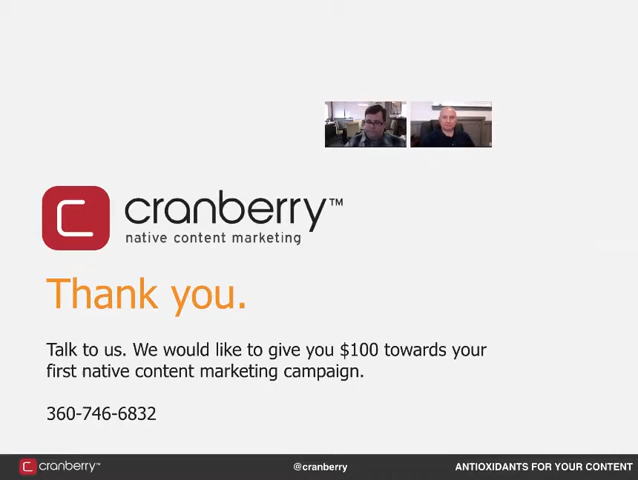 cranberry™
native content marketing
Thank you.
Talk to us. We would like to give you $100 towards your
first native content marketing campaign.
360-746-6832
cranberry™
@cranberry
ANTIOXIDANTS FOR YOUR CONTENT